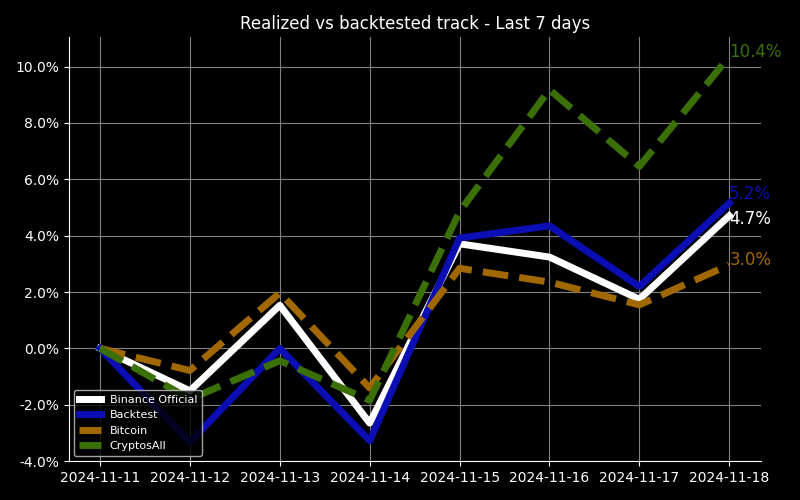 Realized vs backtested track - Last 7 days
10.0%
8.0%
6.0%
4.0%
2.0%
0.0%
-2.0%
-4.0%
10.4%
5.2%
4.7%
3.0%
Binance Official
Backtest
Bitcoin
CryptosAll
2024-11-11 2024-11-12 2024-11-13 2024-11-14 2024-11-15 2024-11-16 2024-11-17 2024-11-18